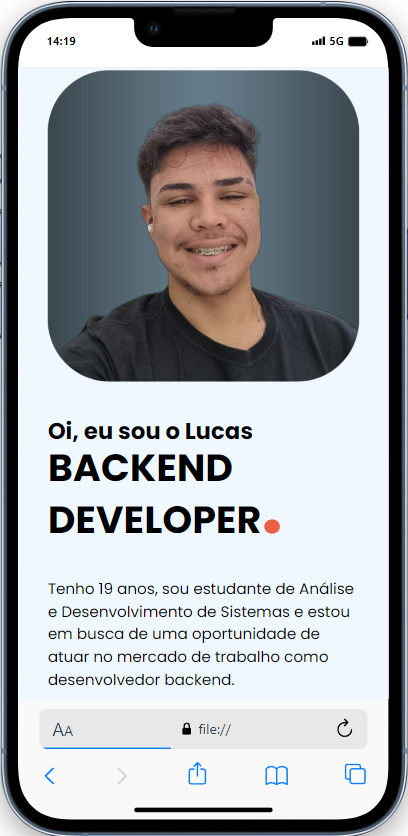 14:19
5G
Oi, eu sou o Lucas
BACKEND
DEVELOPER.
Tenho 19 anos, sou estudante de Análise
e Desenvolvimento de Sistemas e estou
em busca de uma oportunidade de
atuar no mercado de trabalho como
desenvolvedor backend.
AA file://